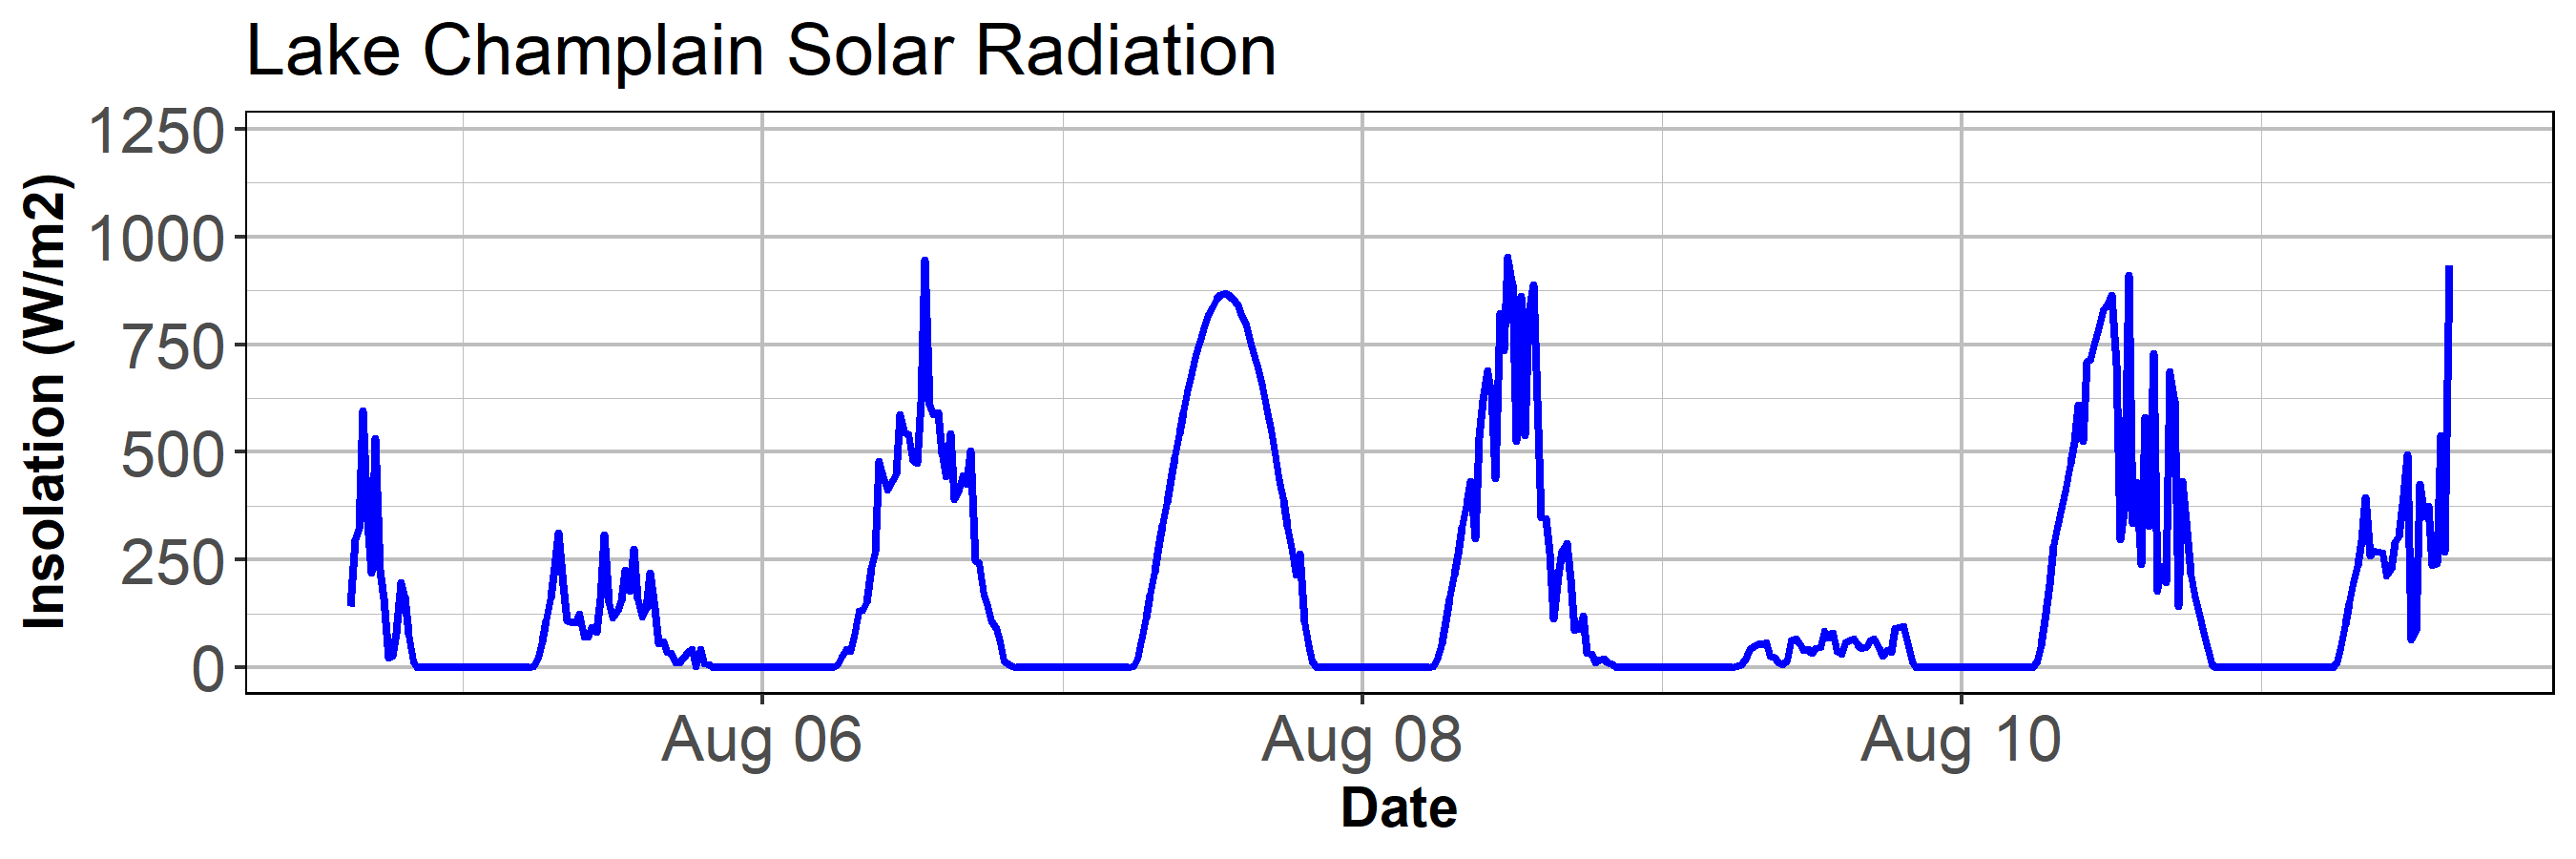 Lake Champlain Solar Radiation
1250
1000
750
500
250
0
Insolation (W/m2)
Aug 06
Aug 08
Aug 10
Date